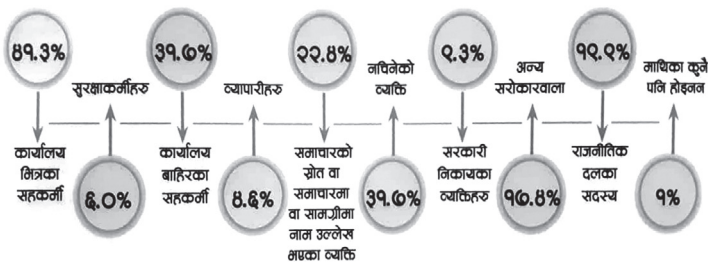 ४१.३%
कार्यालय
भित्रका
सहकर्मी
सुरक्षाकर्मीहरु
६.०%
३१.७%
कार्यालय
बाहिरका
सहकर्मी
व्यापारीहरु
४.६%
२२.४%
समाचारको
स्रोत वा
समाचारमा
वा सामग्रीमा
नाम उल्लेख
भएका व्यक्ति
नचिनेको
व्यक्ति
३१.७%
९.३%
सरकारी
निकायका
व्यक्तिहरु
अन्य
सरोकारवाला
१७.४%
१९.९%
राजनीतिक
दलका
सदस्य
माथिका कुनै
पनि होइनन
१%